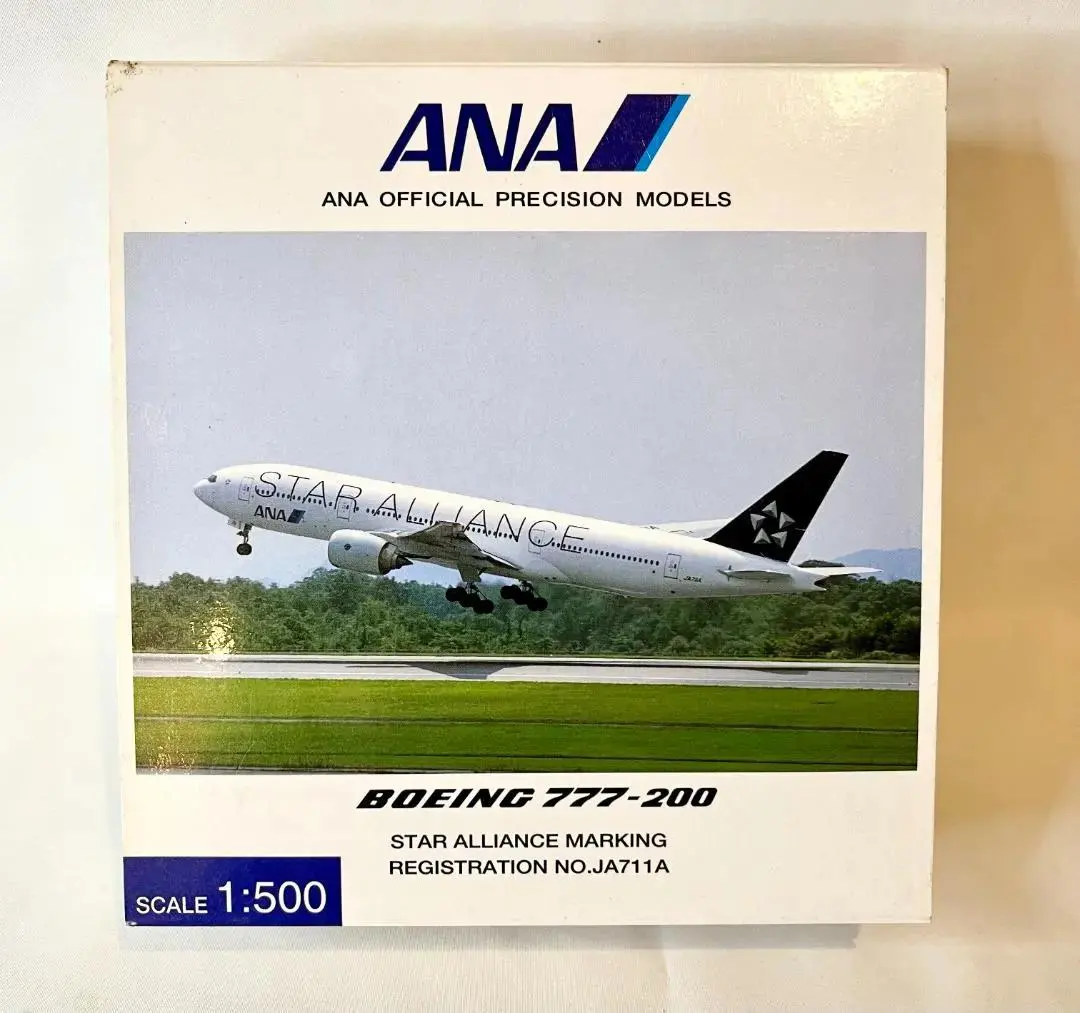 ANA
ANA OFFICIAL PRECISION MODELS
STAR ALLIANCE
ANA
BOEING 777-200
STAR ALLIANCE MARKING
REGISTRATION NO.JA711A
SCALE 1:500